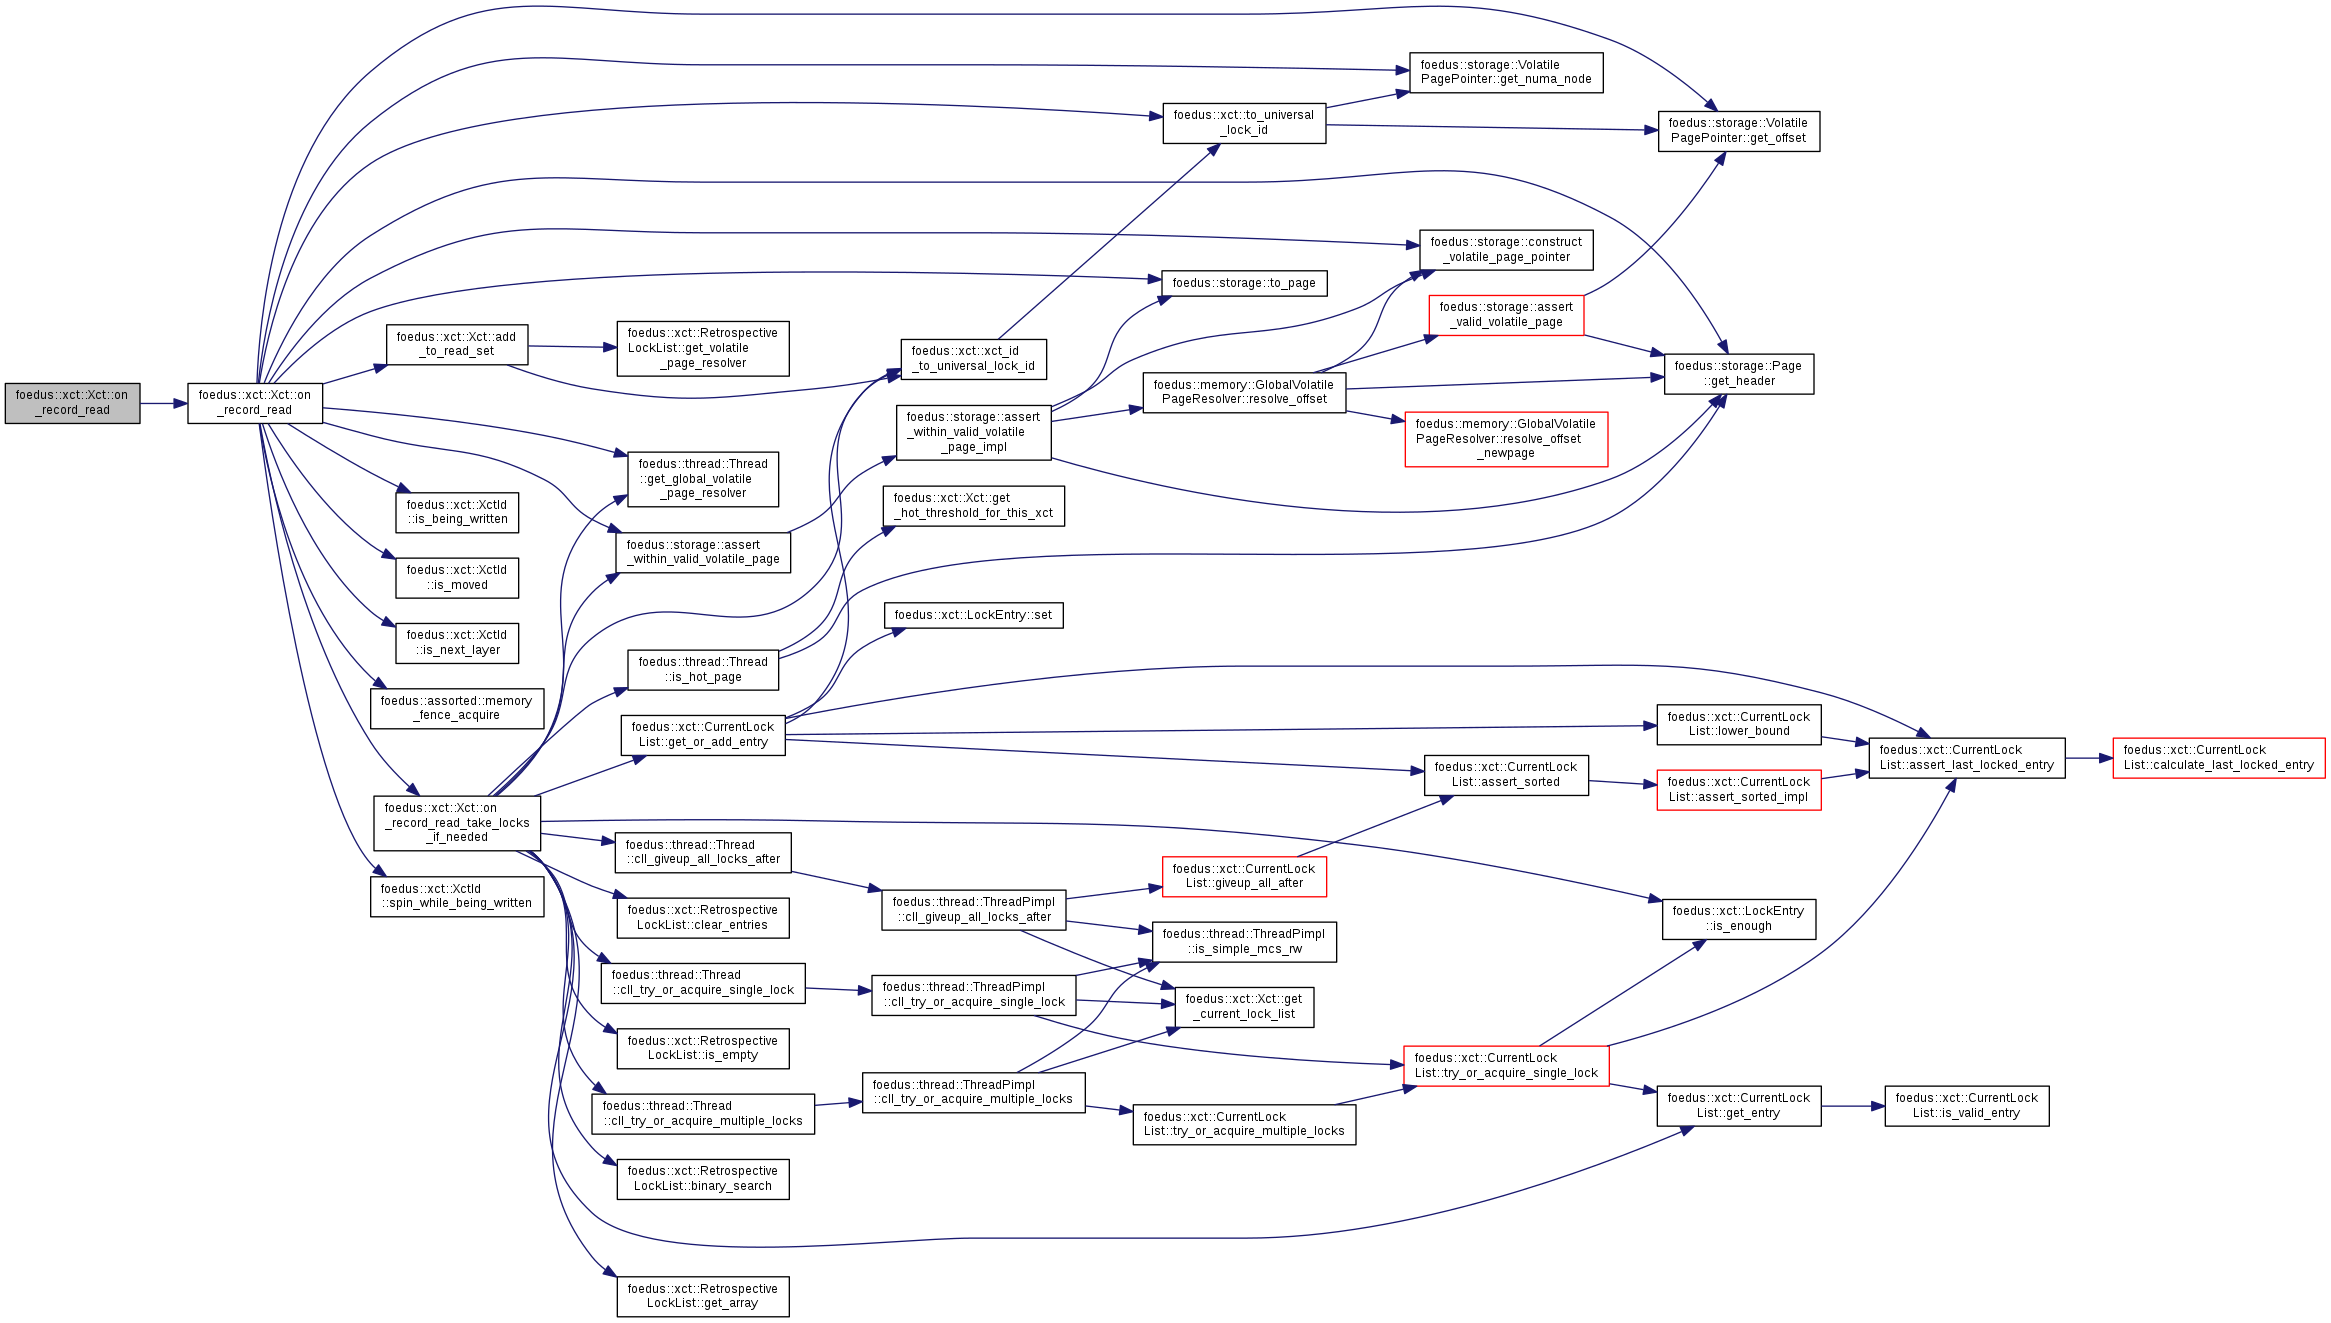 foedus::xct::Xct::on
_record_read
foedus::xct::Xct::on
_record_read
foedus::storage::Volatile
PagePointer::get_numa_node
foedus::storage::Volatile
PagePointer::get_offset
foedus::xct::to_universal
_lock_id
foedus::storage::construct
_volatile_page_pointer
foedus::storage::to_page
foedus::storage::assert
_valid_volatile_page
foedus::xct::Xct::add
_to_read_set
foedus::xct::Retrospective
LockList::get_volatile
_page_resolver
foedus::xct::xct_id
_to_universal_lock_id
foedus::storage::Page
::get_header
foedus::memory::GlobalVolatile
PageResolver::resolve_offset
foedus::storage::assert
_within_valid_volatile
_page_impl
foedus::memory::GlobalVolatile
PageResolver::resolve_offset
_newpage
foedus::thread::Thread
::get_global_volatile
_page_resolver
foedus::xct::XctId
::is_being_written
foedus::xct::Xct::get
_hot_threshold_for_this_xct
foedus::storage::assert
_within_valid_volatile_page
foedus::xct::XctId
::is_moved
foedus::xct::LockEntry::set
foedus::xct::XctId
::is_next_layer
foedus::thread::Thread
::is_hot_page
foedus::assorted::memory
_fence_acquire
foedus::xct::CurrentLock
List::get_or_add_entry
foedus::xct::CurrentLock
List::lower_bound
foedus::xct::CurrentLock
List::assert_last_locked_entry
foedus::xct::CurrentLock
List::calculate_last_locked_entry
foedus::xct::CurrentLock
List::assert_sorted
foedus::xct::CurrentLock
List::assert_sorted_impl
foedus::xct::Xct::on
_record_read_take_locks
_if_needed
foedus::thread::Thread
::cll_giveup_all_locks_after
foedus::xct::CurrentLock
List::giveup_all_after
foedus::xct::XctId
::spin_while_being_written
foedus::xct::Retrospective
LockList::clear_entries
foedus::thread::ThreadPimpl
::cll_giveup_all_locks_after
foedus::xct::LockEntry
::is_enough
foedus::thread::ThreadPimpl
::is_simple_mcs_rw
foedus::thread::Thread
::cll_try_or_acquire_single_lock
foedus::thread::ThreadPimpl
::cll_try_or_acquire_single_lock
foedus::xct::Xct::get
_current_lock_list
foedus::xct::Retrospective
LockList::is_empty
foedus::xct::CurrentLock
List::try_or_acquire_single_lock
foedus::thread::Thread
::cll_try_or_acquire_multiple_locks
foedus::thread::ThreadPimpl
::cll_try_or_acquire_multiple_locks
foedus::xct::CurrentLock
List::get_entry
foedus::xct::CurrentLock
List::is_valid_entry
foedus::xct::CurrentLock
List::try_or_acquire_multiple_locks
foedus::xct::Retrospective
LockList::binary_search
foedus::xct::Retrospective
LockList::get_array